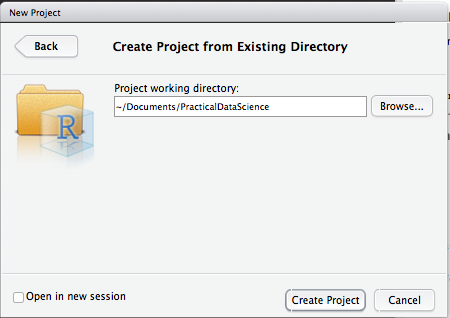 New Project
Back
Create Project from Existing Directory
Project working directory:
~/Documents/PracticalDataScience
Browse...
R
Open in new session
Create Project
Cancel